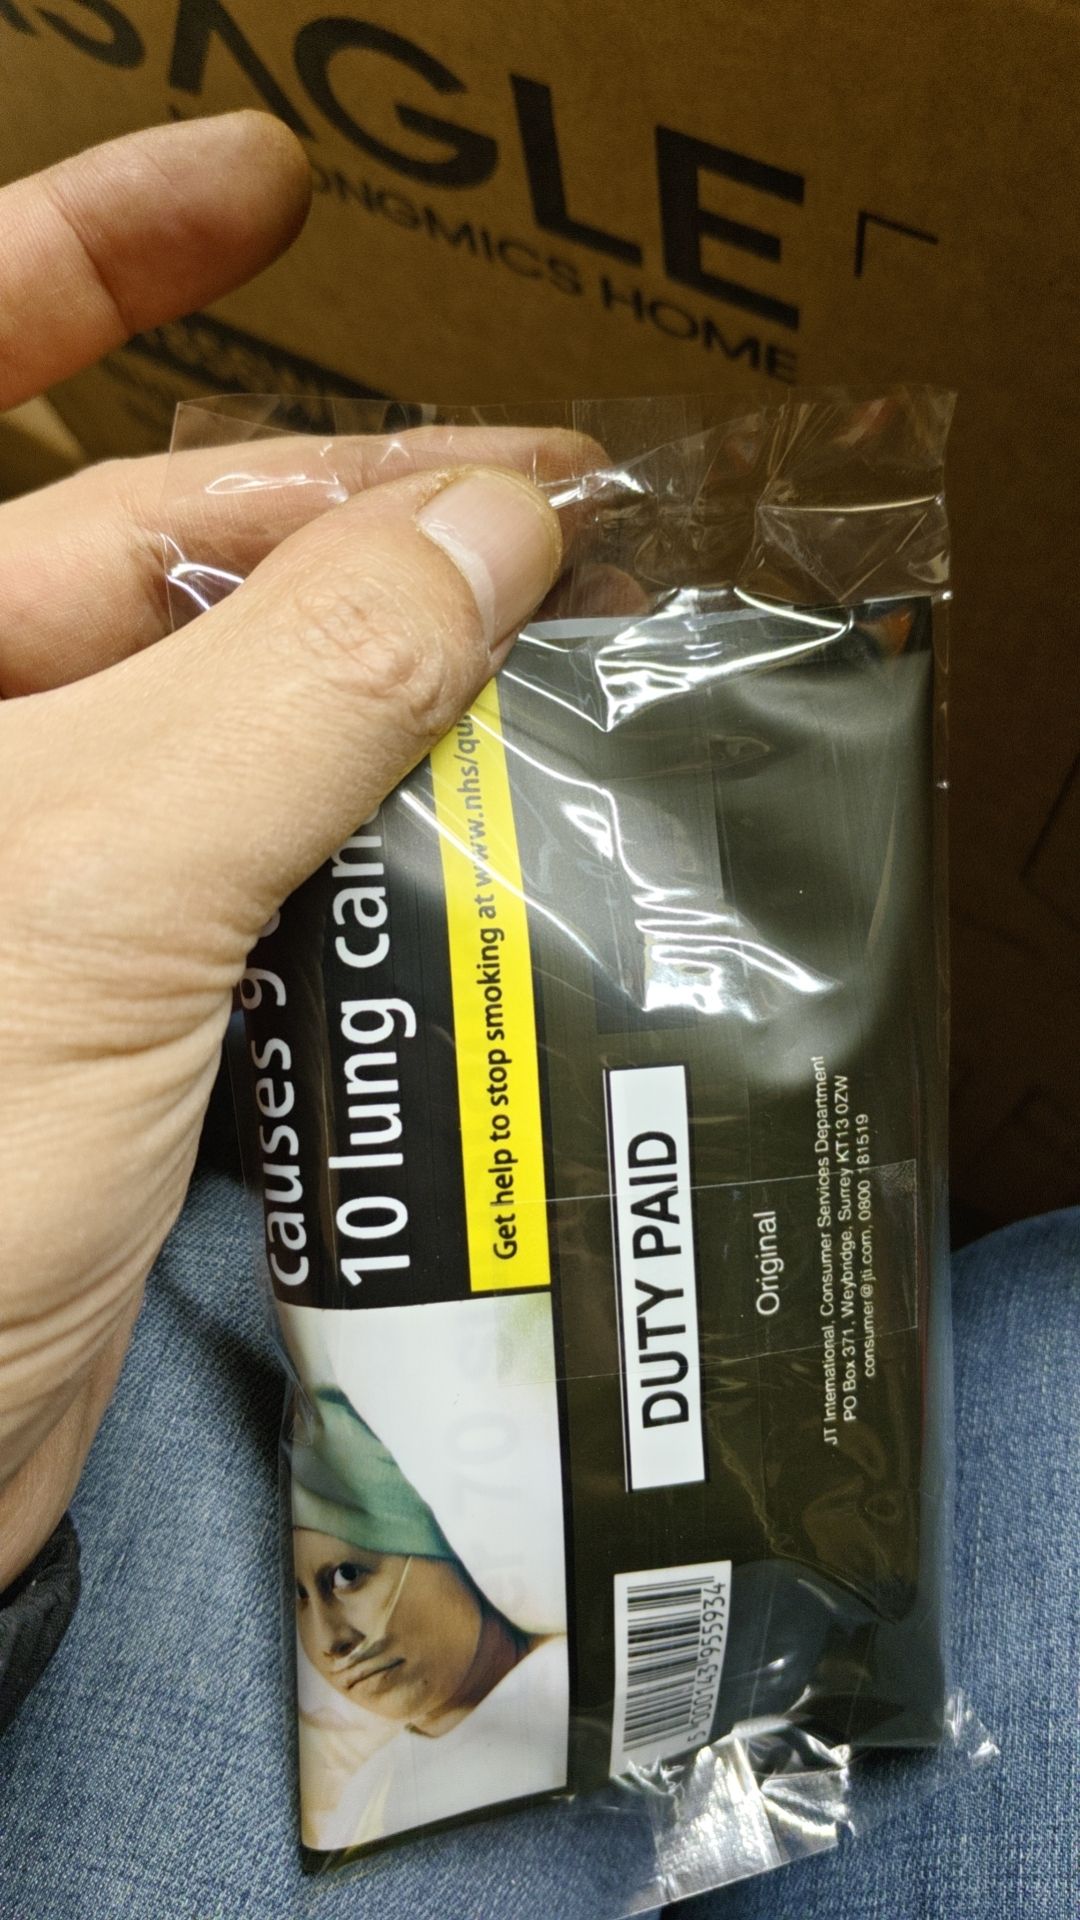 AGLE
ONGMICS HOME
causes 9
10 lung can
Get help to stop smoking at www.nhs/qu
DUTY PAID
Original
JT International, Consumer Services Department
PO Box 371, Weybridge, Surrey KT13 0ZW
consumer@jti.com, 0800 181519
5 000143 955934